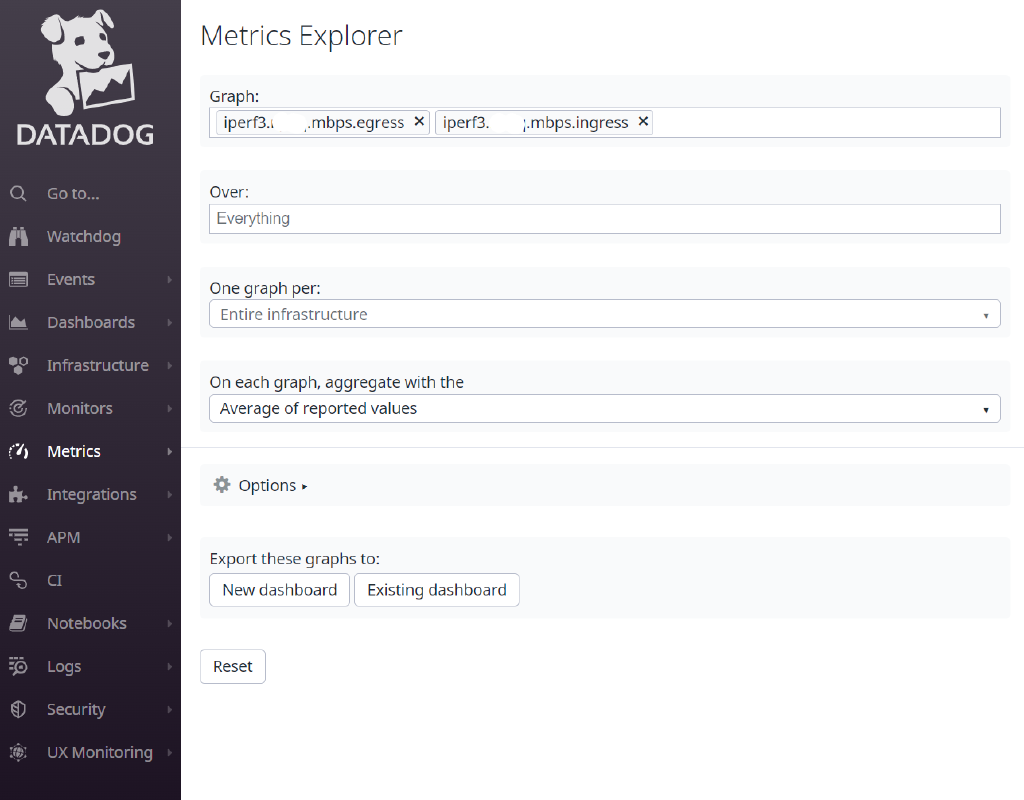 DATADOG
Go to...
Watchdog
Events
Dashboards
Infrastructure
Monitors
Metrics
Integrations
APM
CI
Notebooks
Logs
Security
UX Monitoring
Metrics Explorer
Graph:
iperf3. .mbps.egress ✕ iperf3. .mbps.ingress ✕
Over:
Everything
One graph per:
Entire infrastructure
On each graph, aggregate with the
Average of reported values
Options ▸
Export these graphs to:
New dashboard Existing dashboard
Reset